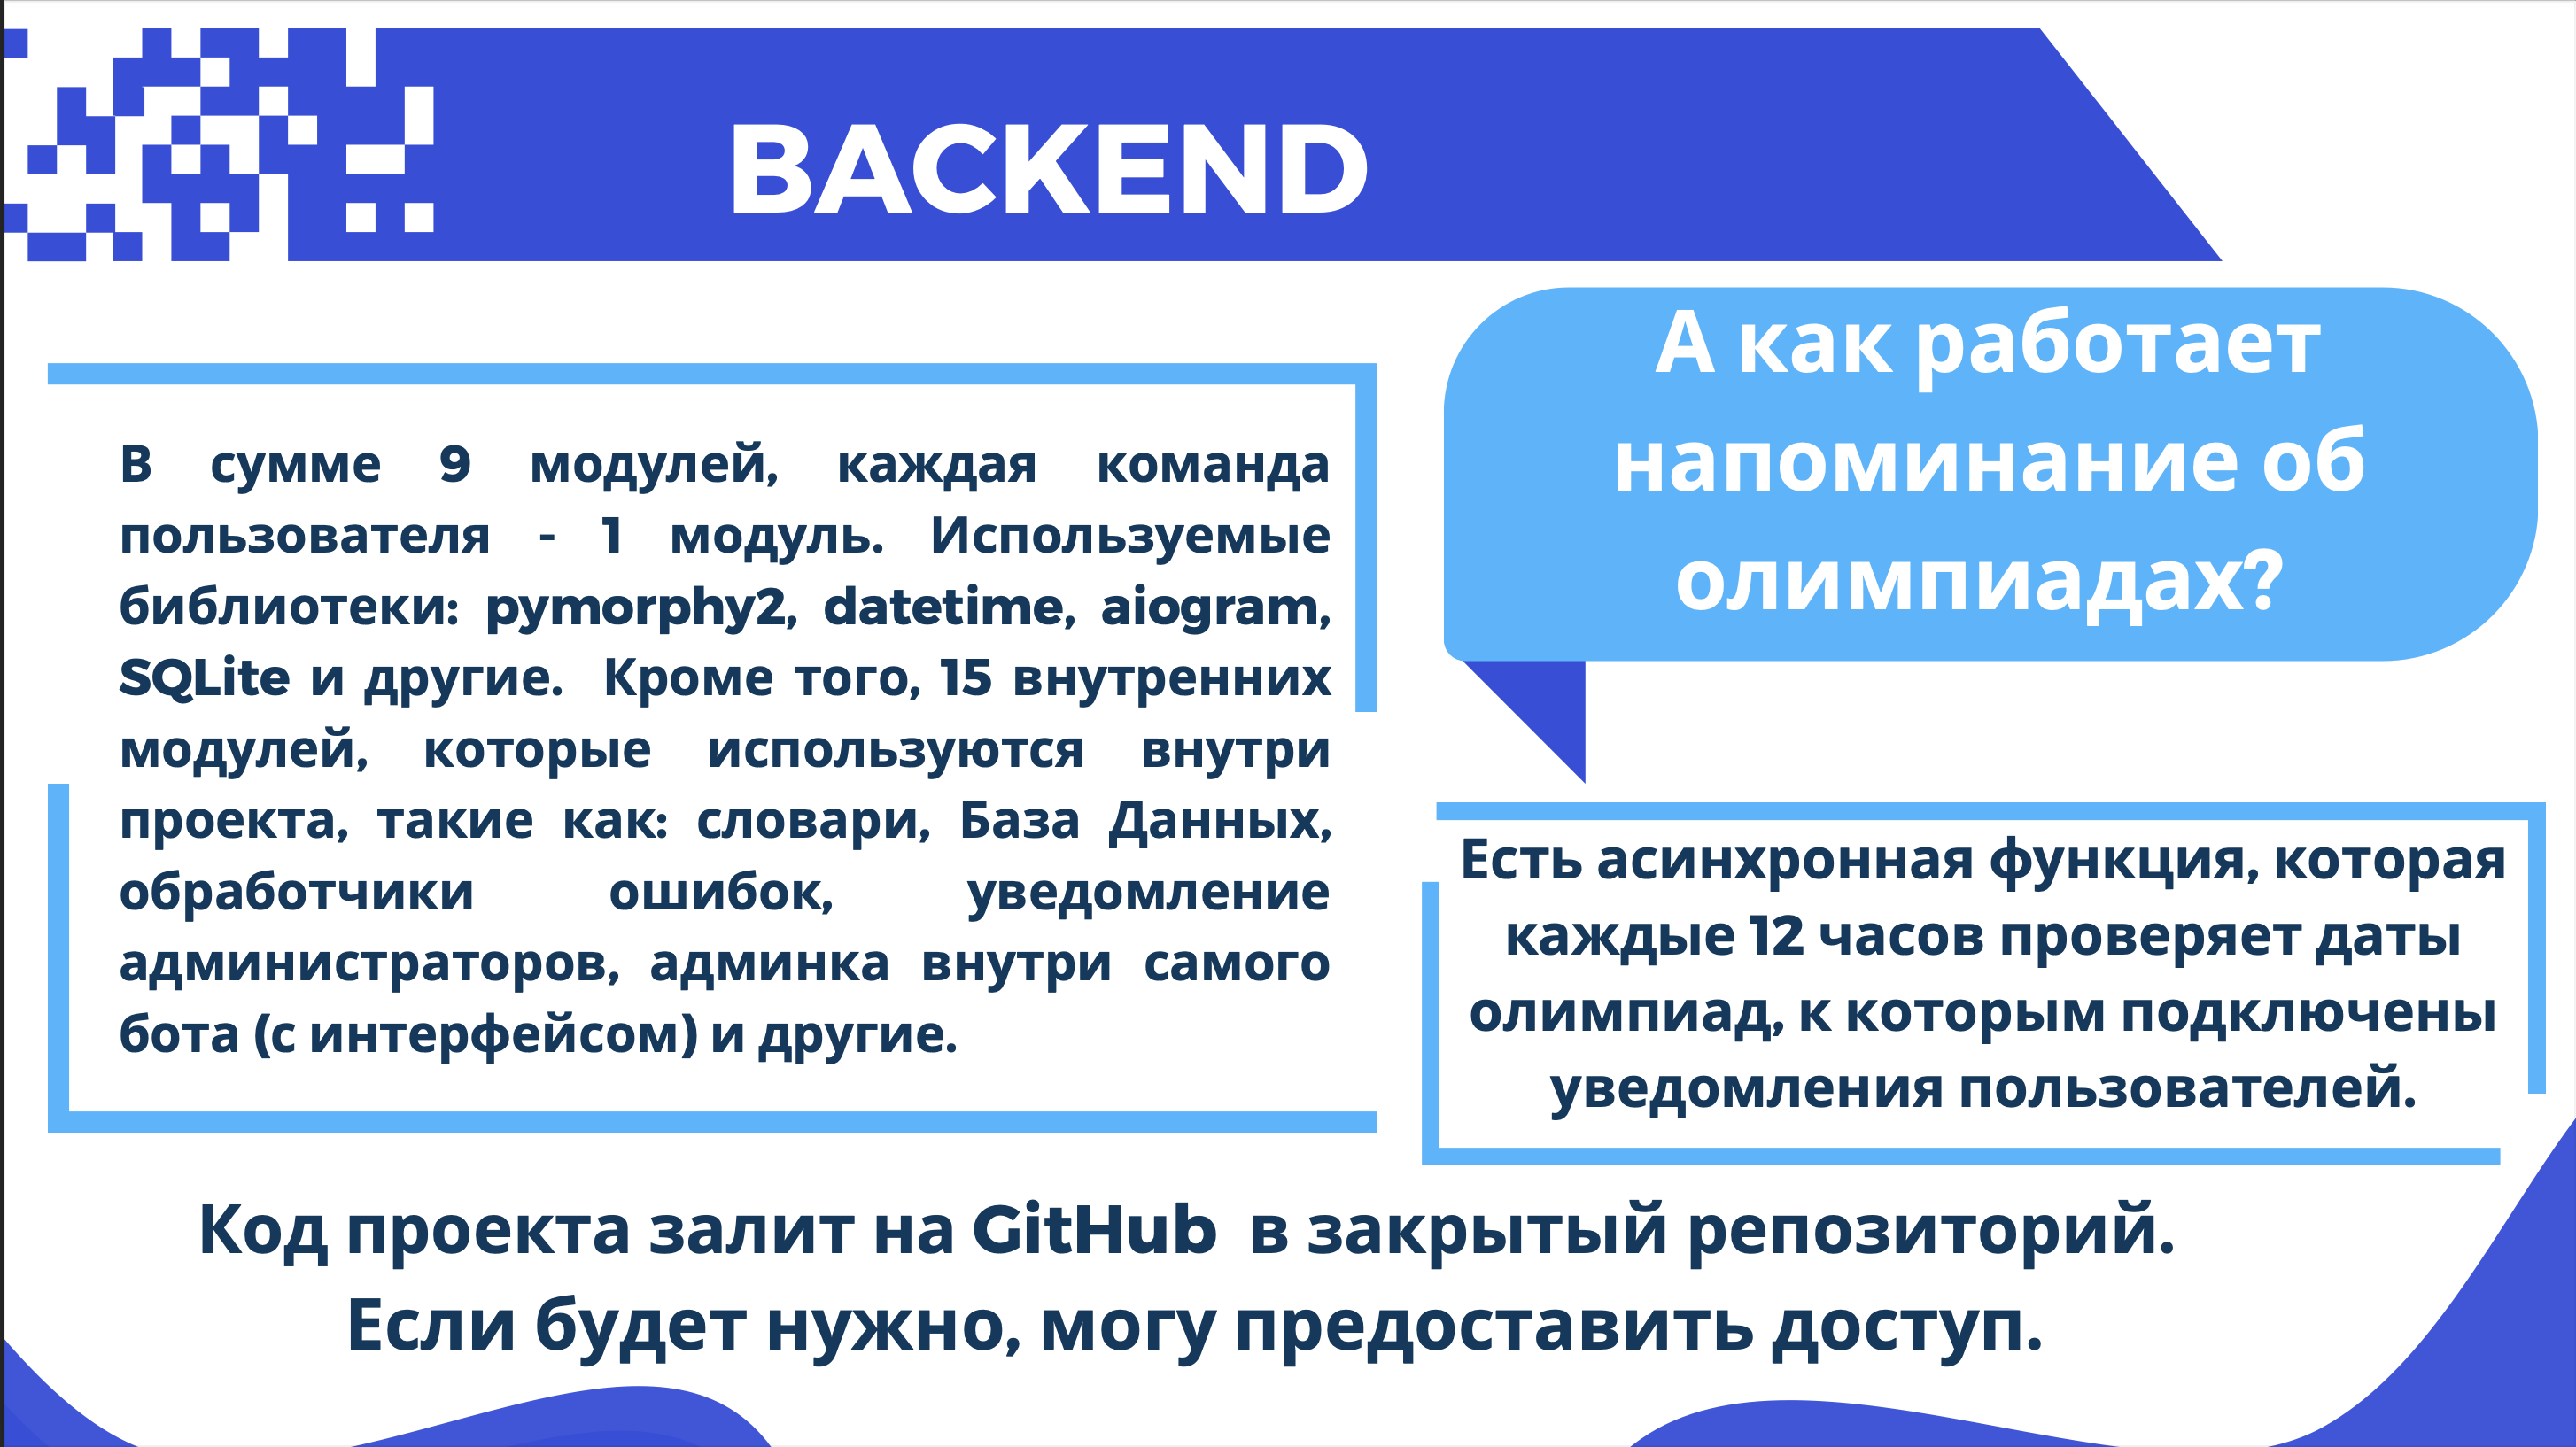 BACKEND
В сумме 9 модулей, каждая команда
пользователя - 1 модуль. Используемые
библиотеки: pymorphy2, datetime, aiogram,
SQLite и другие. Кроме того, 15 внутренних
модулей, которые используются внутри
проекта, такие как: словари, База Данных,
обработчики ошибок, уведомление
администраторов, админка внутри самого
бота (с интерфейсом) и другие.
А как работает
напоминание об
олимпиадах?
Есть асинхронная функция, которая
каждые 12 часов проверяет даты
олимпиад, к которым подключены
уведомления пользователей.
Код проекта залит на GitHub в закрытый репозиторий.
Если будет нужно, могу предоставить доступ.